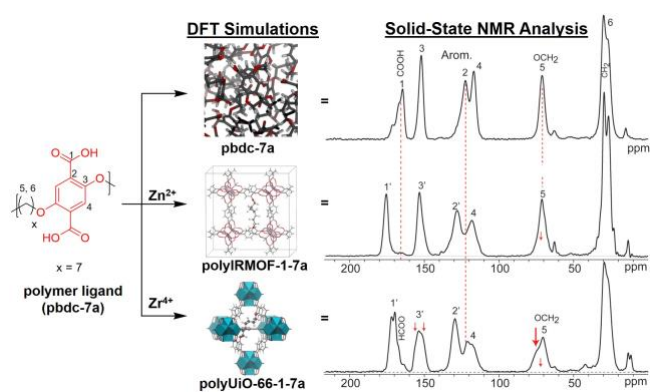 DFT Simulations
Solid-State NMR Analysis
1
2
3
4
5, 6
x
O
OH
O
O
HO
O
x = 7
polymer ligand
(pbdc-7a)
Zn²⁺
Zr⁴⁺
pbdc-7a
polyIRMOF-1-7a
polyUiO-66-1-7a
=
COOH
1
3
Arom.
2
4
OCH₂
5
CH₂
6
ppm
=
1'
3'
2'
4
5
200
150
100
50
ppm
=
1'
HCOO
3'
2'
4
OCH₂
5
200
150
100
50
ppm